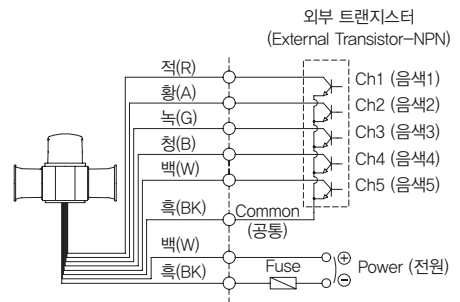 외부 트랜지스터
(External Transistor-NPN)
적(R)
Ch1 (음색1)
황(A)
Ch2 (음색2)
녹(G)
Ch3 (음색3)
청(B)
Ch4 (음색4)
백(W)
Ch5 (음색5)
흑(BK)
Common
(공통)
백(W)
흑(BK)
Fuse
⊕
⊖
Power (전원)